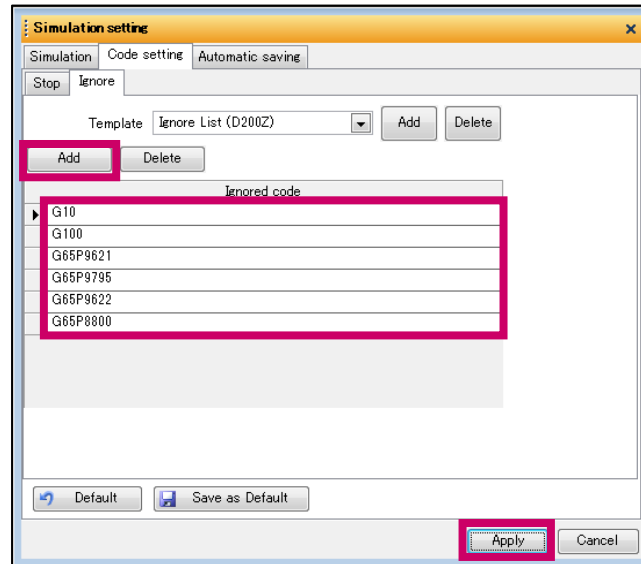 Simulation setting
Simulation Code setting Automatic saving
Stop Ignore
Template Ignore List (D200Z) Add Delete
Add Delete
Ignored code
G10
G100
G65P9621
G65P9795
G65P9622
G65P8800
Default Save as Default
Apply Cancel